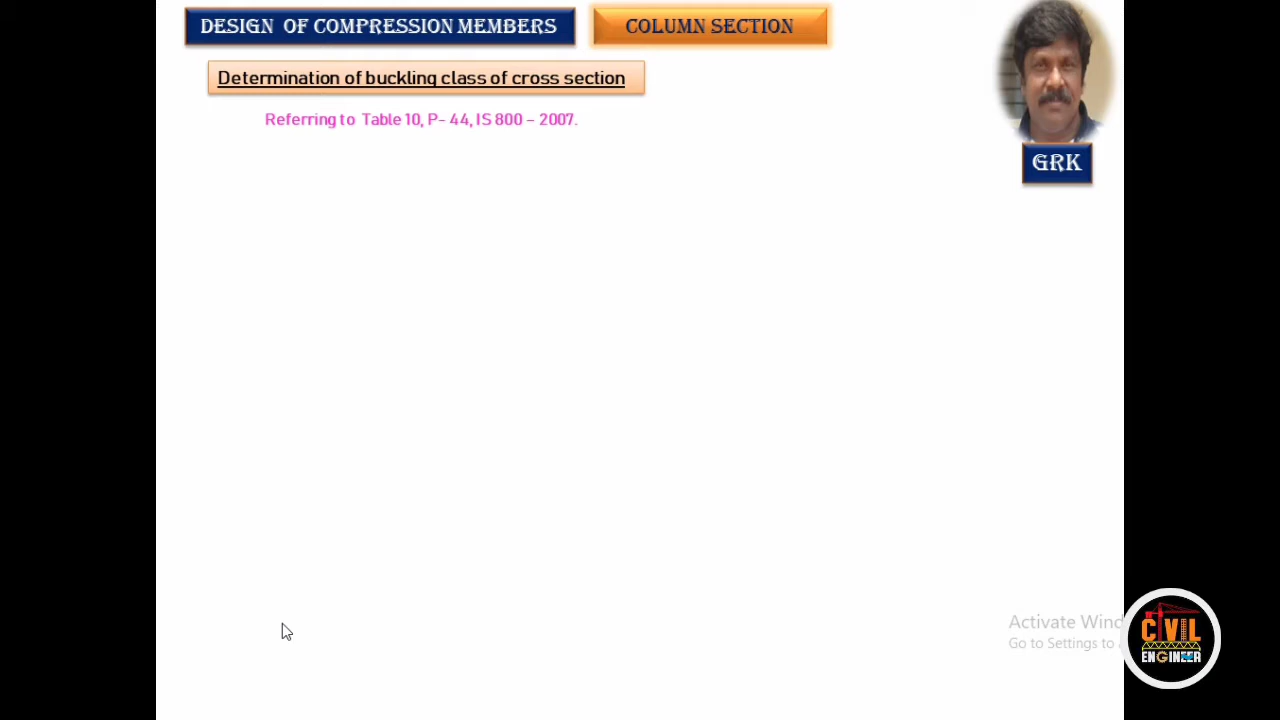 DESIGN OF COMPRESSION MEMBERS
COLUMN SECTION
Determination of buckling class of cross section
Referring to Table 10, P- 44, IS 800 – 2007.
GRK
Activate Wind
Go to Settings to
CIVIL
ENGINEER